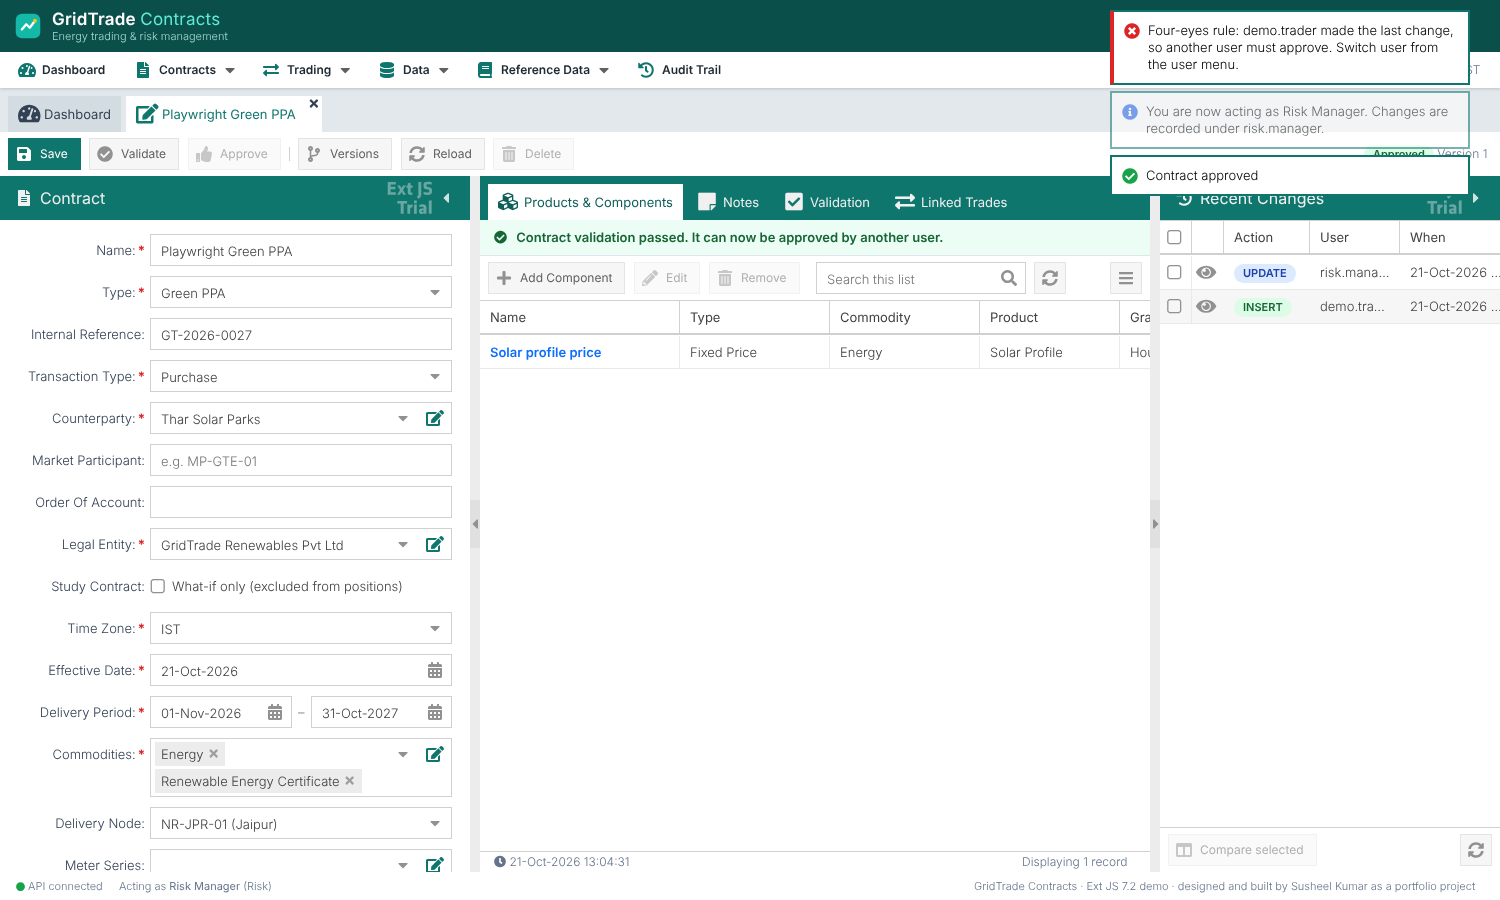 GridTrade Contracts
Energy trading & risk management
Four-eyes rule: demo.trader made the last change,
so another user must approve. Switch user from
the user menu.
Dashboard
Contracts
Trading
Data
Reference Data
Audit Trail
ST
You are now acting as Risk Manager. Changes are
recorded under risk.manager.
Dashboard
Playwright Green PPA
Save
Validate
Approve
Versions
Reload
Delete
Approved
Version 1
Contract approved
Contract
Ext JS
Trial
Products & Components
Notes
Validation
Linked Trades
Recent Changes
Trial
Contract validation passed. It can now be approved by another user.
Add Component
Edit
Remove
Search this list
Name
Type
Commodity
Product
Gra
Solar profile price
Fixed Price
Energy
Solar Profile
Hou
Action
User
When
UPDATE
risk.mana...
21-Oct-2026 ...
INSERT
demo.tra...
21-Oct-2026 ...
Name: *
Playwright Green PPA
Type: *
Green PPA
Internal Reference:
GT-2026-0027
Transaction Type: *
Purchase
Counterparty: *
Thar Solar Parks
Market Participant:
e.g. MP-GTE-01
Order Of Account:
Legal Entity: *
GridTrade Renewables Pvt Ltd
Study Contract:
What-if only (excluded from positions)
Time Zone: *
IST
Effective Date: *
21-Oct-2026
Delivery Period: *
01-Nov-2026 – 31-Oct-2027
Commodities: *
Energy
Renewable Energy Certificate
Delivery Node:
NR-JPR-01 (Jaipur)
Meter Series:
21-Oct-2026 13:04:31
Displaying 1 record
Compare selected
API connected
Acting as Risk Manager (Risk)
GridTrade Contracts · Ext JS 7.2 demo · designed and built by Susheel Kumar as a portfolio project